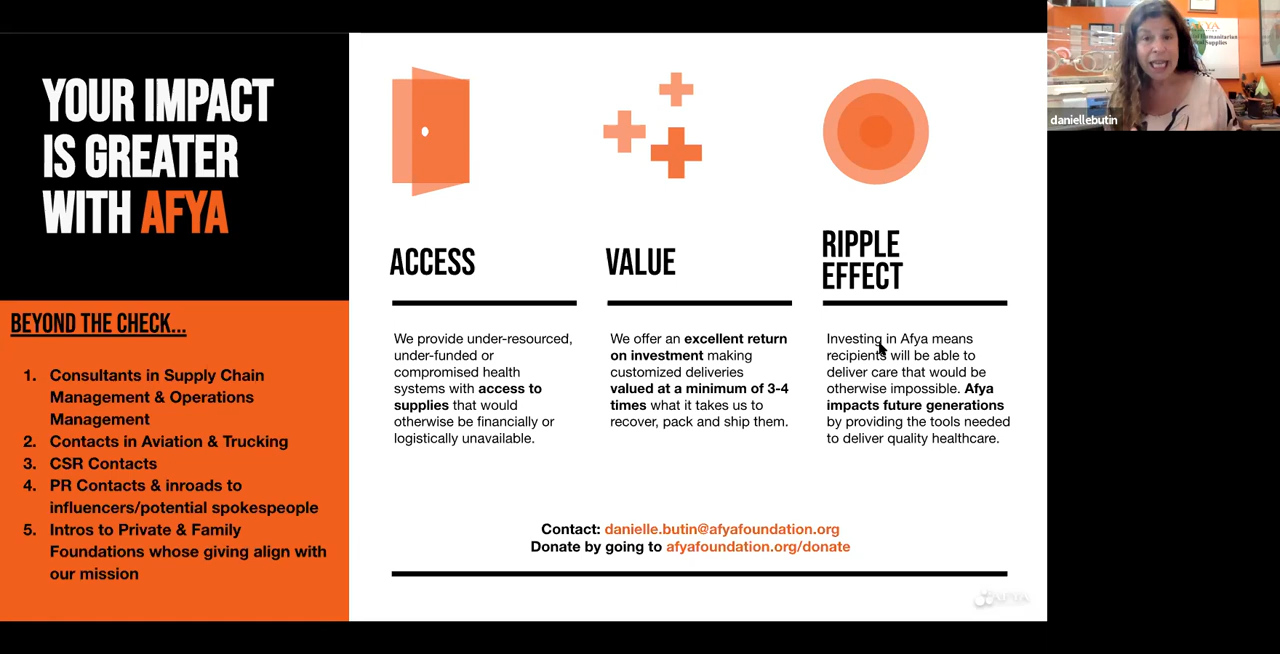 YOUR IMPACT
IS GREATER
WITH AFYA
BEYOND THE CHECK...
1. Consultants in Supply Chain
Management & Operations
Management
2. Contacts in Aviation & Trucking
3. CSR Contacts
4. PR Contacts & inroads to
influencers/potential spokespeople
5. Intros to Private & Family
Foundations whose giving align with
our mission
ACCESS
We provide under-resourced,
under-funded or
compromised health
systems with access to
supplies that would
otherwise be financially or
logistically unavailable.
VALUE
We offer an excellent return
on investment making
customized deliveries
valued at a minimum of 3-4
times what it takes us to
recover, pack and ship them.
RIPPLE
EFFECT
Investing in Afya means
recipients will be able to
deliver care that would be
otherwise impossible. Afya
impacts future generations
by providing the tools needed
to deliver quality healthcare.
Contact: danielle.butin@afyafoundation.org
Donate by going to afyafoundation.org/donate
AFYA
daniellebutin